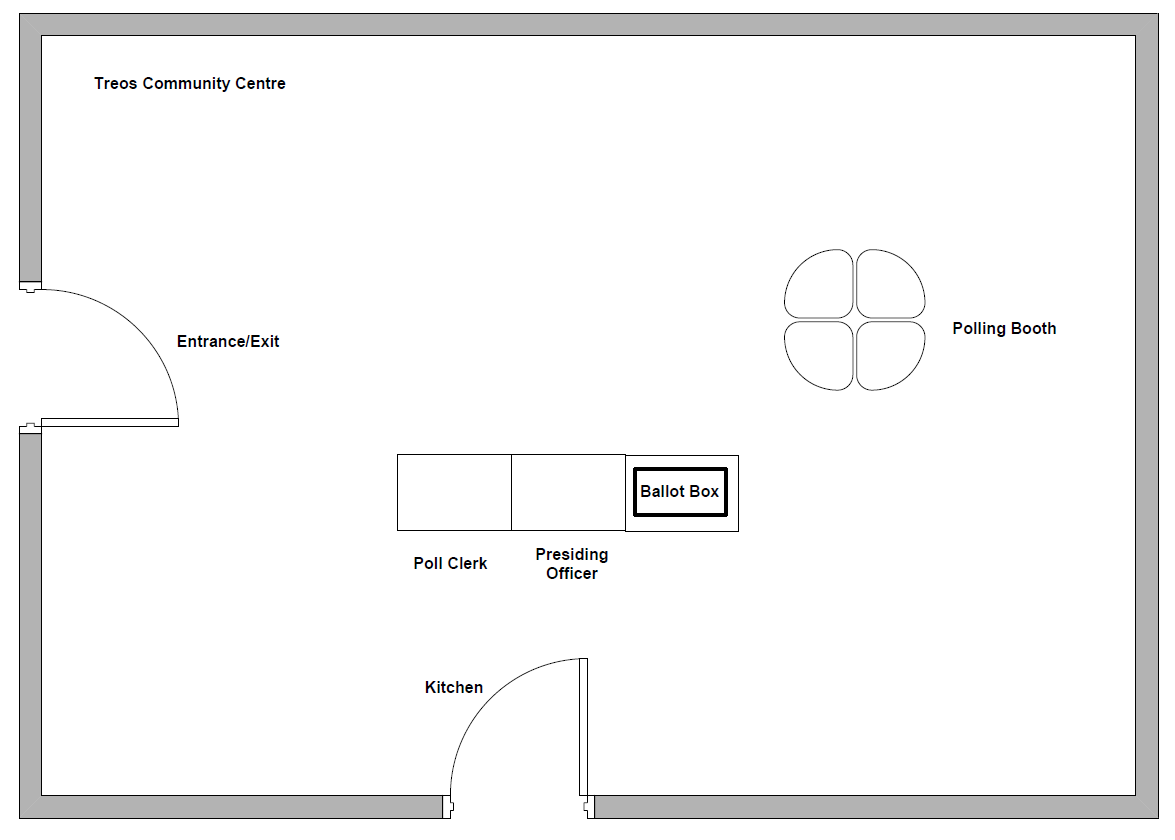 Treos Community Centre
Entrance/Exit
Polling Booth
Ballot Box
Poll Clerk
Presiding
Officer
Kitchen